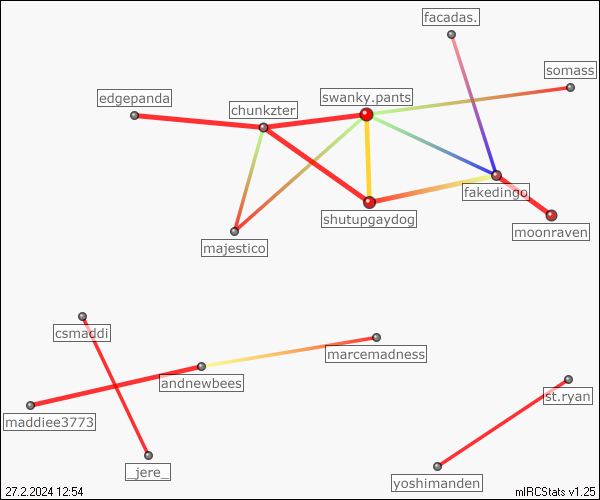 facadas.
somass
edgepanda
swanky.pants
chunkzter
fakedingo
shutupgaydog
moonraven
majestico
csmaddi
marcemadness
andnewbees
st.ryan
maddiee3773
_jere_
yoshimanden
27.2.2024 12:54
mIRCStats v1.25